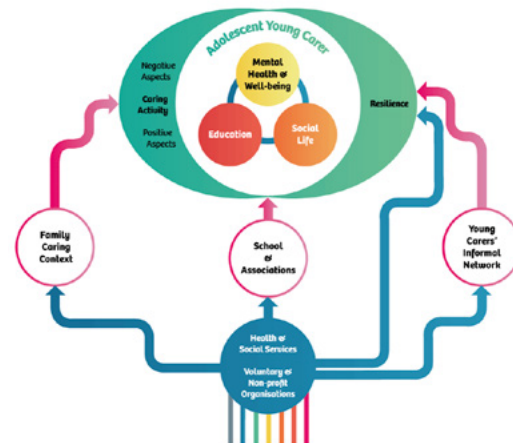 Adolescent Young Carer
Negative
Aspects
Caring
Activity
Positive
Aspects
Mental
Health &
Well-being
Education
Social
Life
Resilience
Family
Caring
Context
School
&
Associations
Young
Carers'
Informal
Network
Health &
Social Services
Voluntary &
Non-profit
Organisations